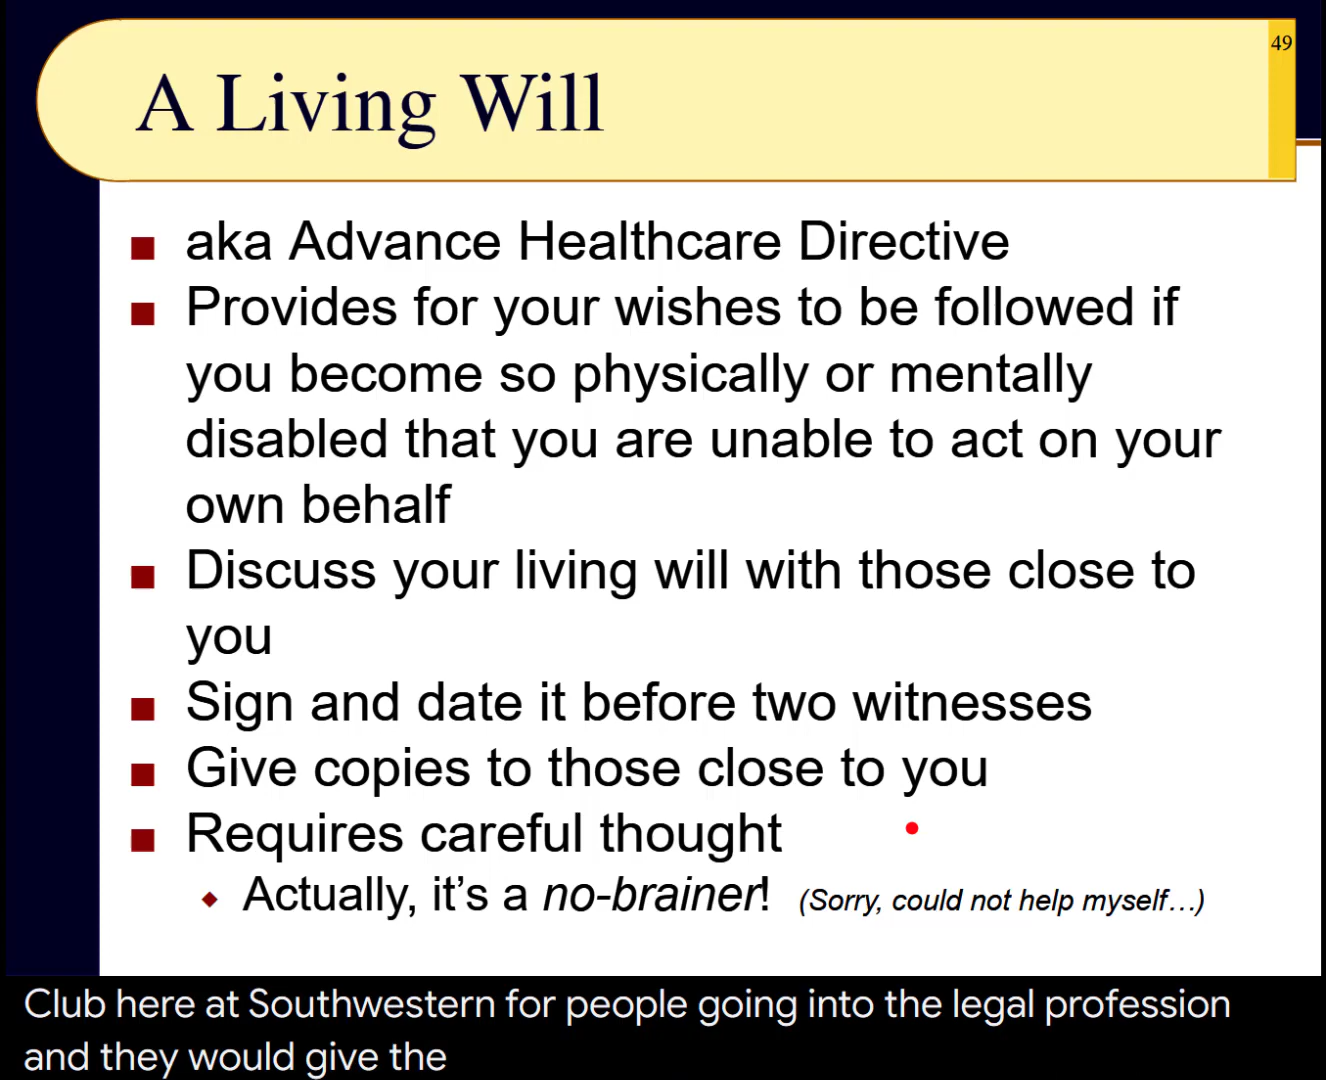 49
A Living Will
aka Advance Healthcare Directive
Provides for your wishes to be followed if
you become so physically or mentally
disabled that you are unable to act on your
own behalf
Discuss your living will with those close to
you
Sign and date it before two witnesses
Give copies to those close to you
Requires careful thought
Actually, it's a no-brainer! (Sorry, could not help myself...)
Club here at Southwestern for people going into the legal profession
and they would give the